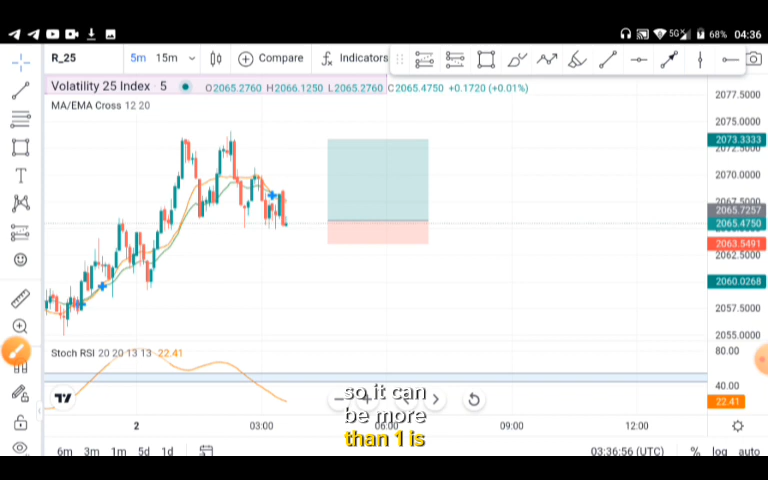 5G 68% 04:36
R_25 5m 15m Compare Indicators
Volatility 25 Index · 5 O2065.2760 H2066.1250 L2065.2760 C2065.4750 +0.1720 (+0.01%)
MA/EMA Cross 12 20
2077.5000
2075.0000
2073.3333
2072.5000
2070.0000
2067.5000
2065.7257
2065.4750
2063.5491
2062.5000
2060.0268
2057.5000
2055.0000
Stoch RSI 20 20 13 13 22.41
80.00
40.00
22.41
so it can
be more
than 1 is
2 03:00 06:00 09:00 12:00
6m 3m 1m 5d 1d 03:36:56 (UTC) % log auto